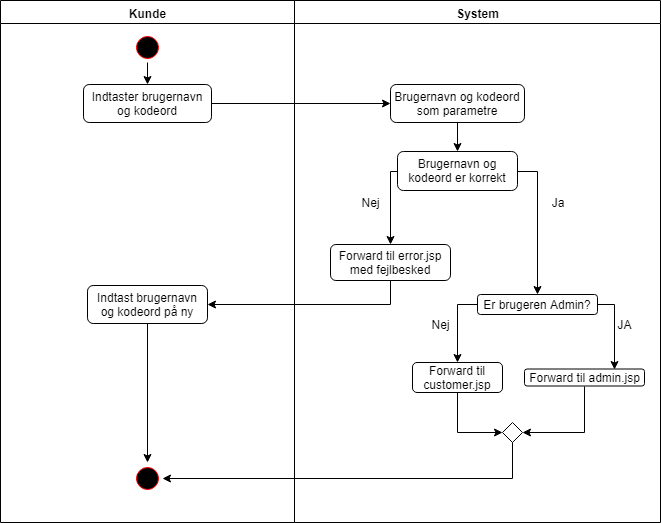 Kunde
System
Indtaster brugernavn
og kodeord
Brugernavn og kodeord
som parametre
Brugernavn og
kodeord er korrekt
Nej
Ja
Forward til error.jsp
med fejlbesked
Indtast brugernavn
og kodeord på ny
Er brugeren Admin?
Nej
JA
Forward til
customer.jsp
Forward til admin.jsp